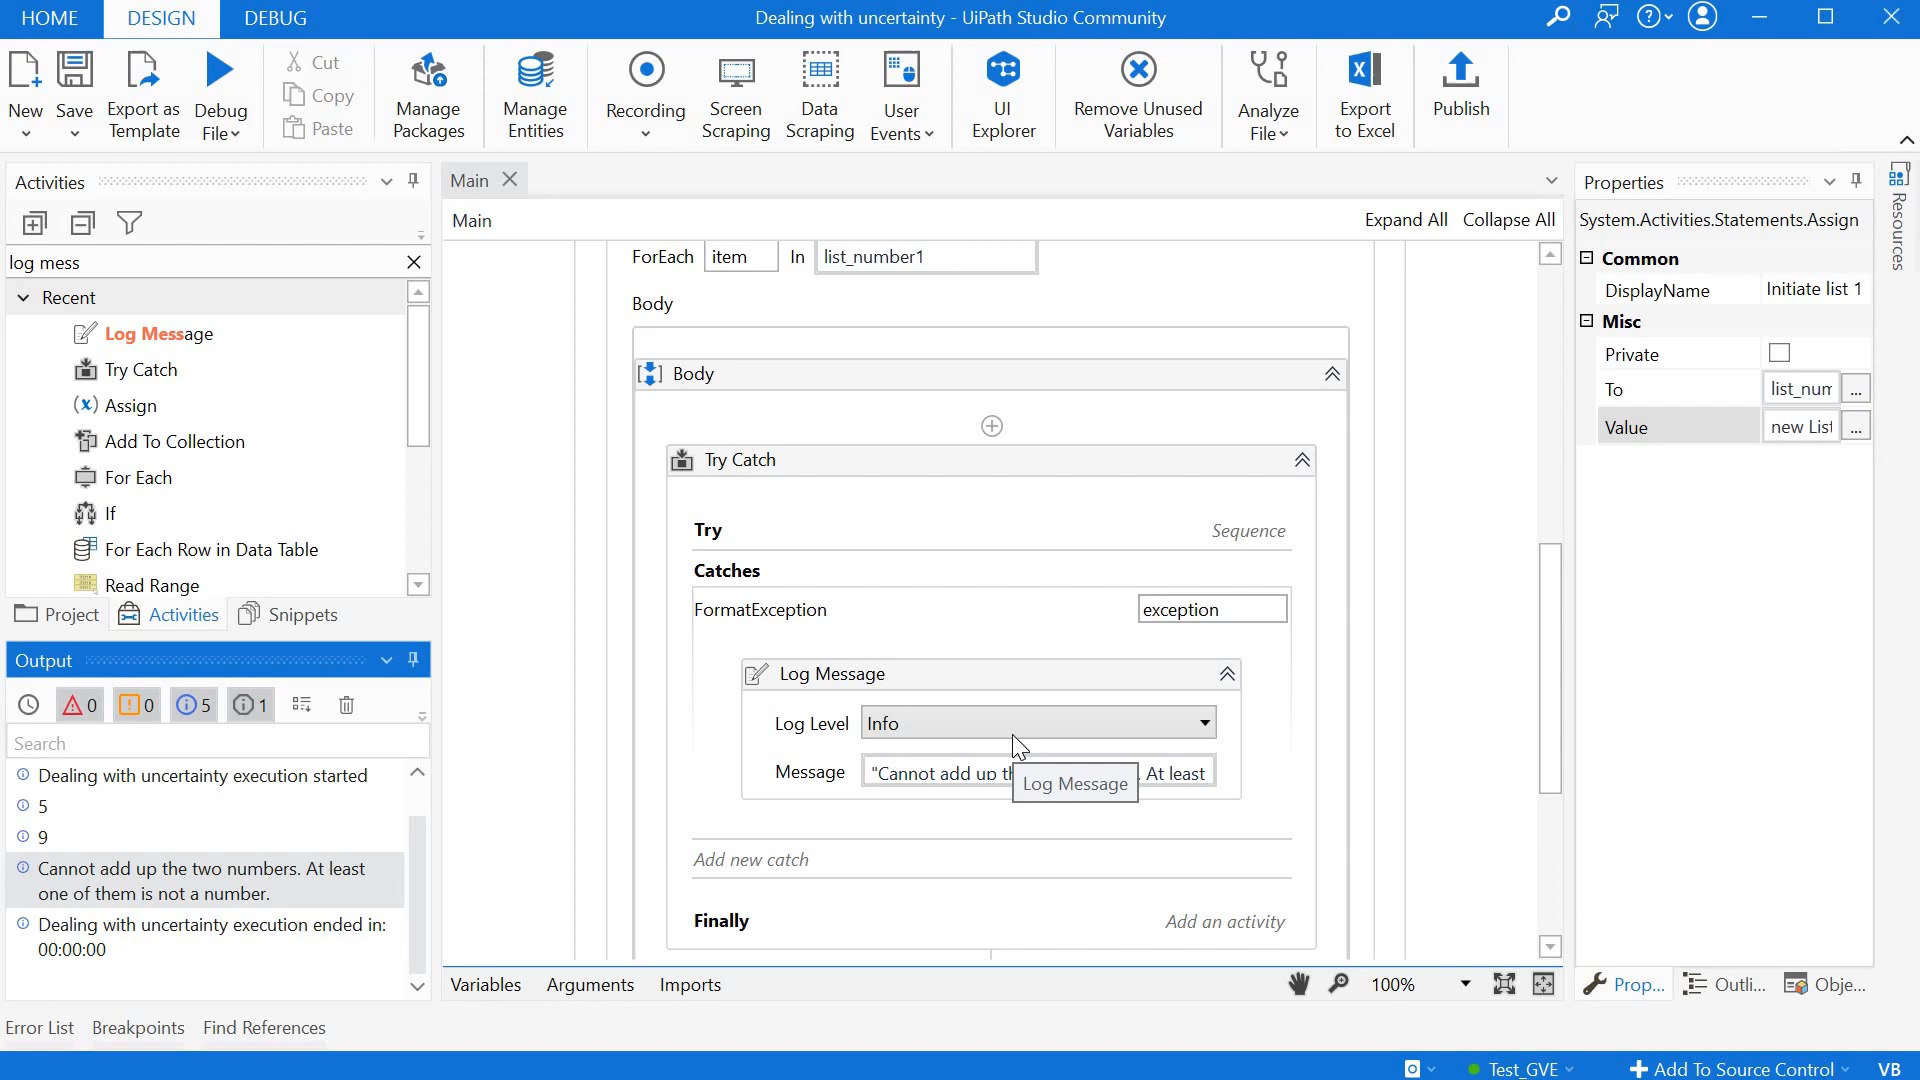 HOME
DESIGN
DEBUG
Dealing with uncertainty - UiPath Studio Community
New
Save
Export as
Template
Debug
File
Cut
Copy
Paste
Manage
Packages
Manage
Entities
Recording
Screen
Scraping
Data
Scraping
User
Events
UI
Explorer
Remove Unused
Variables
Analyze
File
Export
to Excel
Publish
Activities
log mess
Recent
Log Message
Try Catch
Assign
Add To Collection
For Each
If
For Each Row in Data Table
Read Range
Project
Activities
Snippets
Output
0
0
5
1
Search
Dealing with uncertainty execution started
5
9
Cannot add up the two numbers. At least
one of them is not a number.
Dealing with uncertainty execution ended in:
00:00:00
Main
Main
Expand All
Collapse All
ForEach
item
In
list_number1
Body
Body
Try Catch
Try
Sequence
Catches
FormatException
exception
Log Message
Log Level
Info
Message
"Cannot add up
At least
Log Message
Add new catch
Finally
Add an activity
Variables
Arguments
Imports
100%
Properties
System.Activities.Statements.Assign
Common
DisplayName
Initiate list 1
Misc
Private
To
list_num
...
Value
new List
...
Prop...
Outli...
Obje...
Resources
Error List
Breakpoints
Find References
Test_GVE
Add To Source Control
VB